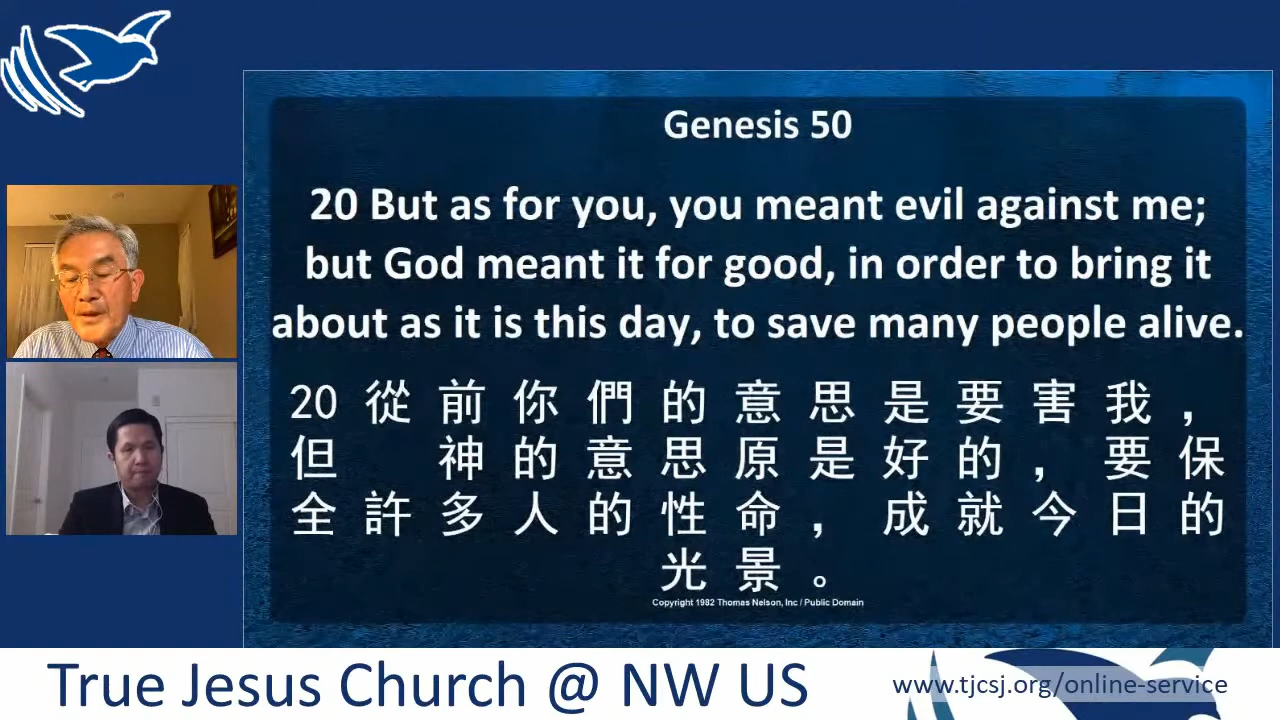 Genesis 50
20 But as for you, you meant evil against me;
but God meant it for good, in order to bring it
about as it is this day, to save many people alive.
20 從前你們的意思是要害我，
但　神的意思原是好的，要保
全許多人的性命，成就今日的
光景。
Copyright 1982 Thomas Nelson, Inc / Public Domain
True Jesus Church @ NW US
www.tjcsj.org/online-service